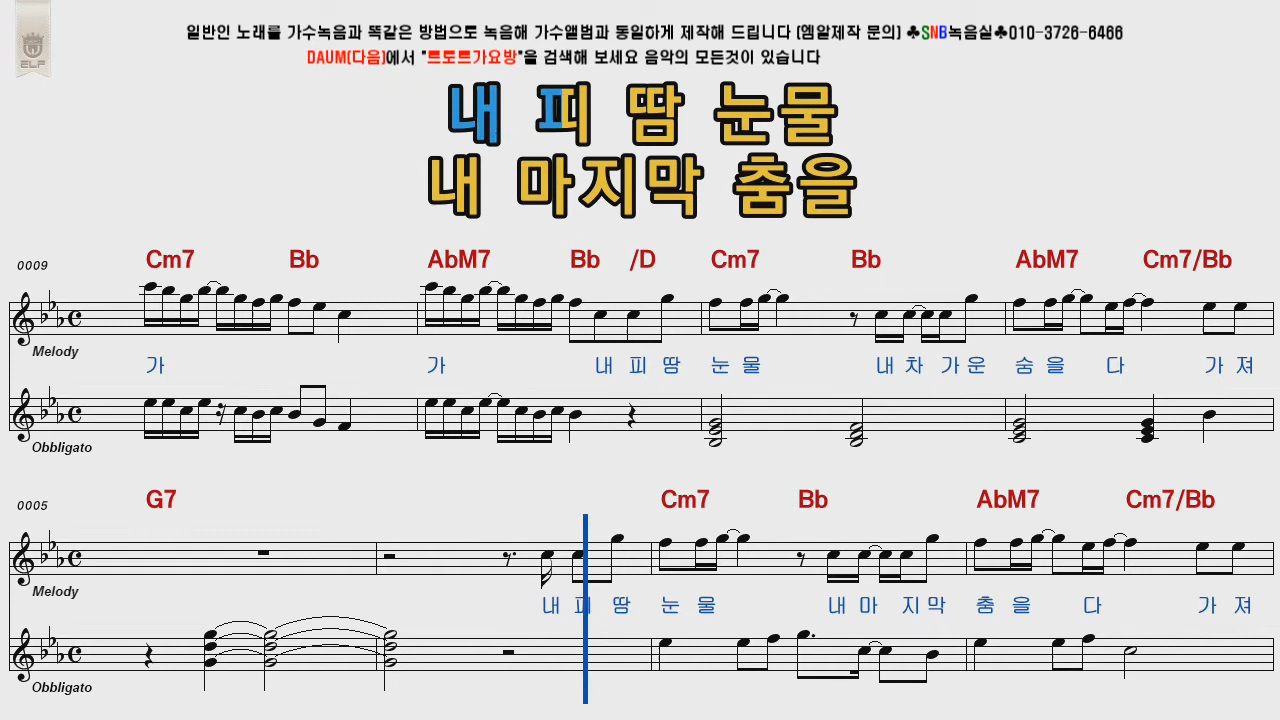 일반인 노래를 가수녹음과 똑같은 방법으로 녹음해 가수앨범과 동일하게 제작해 드립니다 (엠알제작 문의) ♣SNB녹음실♣010-3726-6466
DAUM(다음)에서 "트로트가요방"을 검색해 보세요 음악의 모든것이 있습니다
ELF
내 피 땀 눈물
내 마지막 춤을
0009 Cm7 Bb AbM7 Bb /D Cm7 Bb AbM7 Cm7/Bb
Melody
가 가 내 피 땅 눈 물 내 차 가 운 숨 을 다 가 져
Obbligato
0005 G7 Cm7 Bb AbM7 Cm7/Bb
Melody
내 피 땅 눈 물 내 마 지 막 춤 을 다 가 져
Obbligato